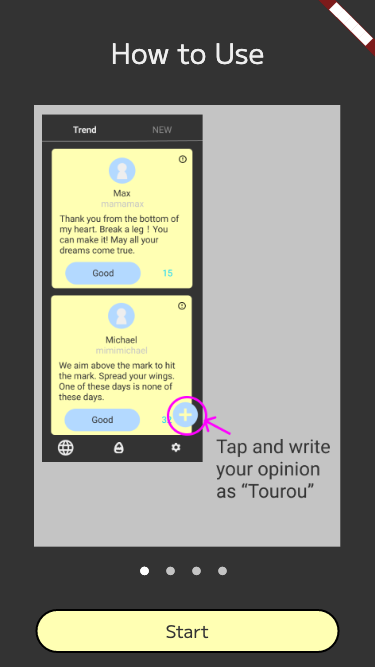 How to Use
Trend
NEW
Max
mamamax
Thank you from the bottom of
my heart. Break a leg！You
can make it! May all your
dreams come true.
Good
15
Michael
mimimichael
We aim above the mark to hit
the mark. Spread your wings.
One of these days is none of
these days.
Good
Tap and write
your opinion
as “Tourou”
Start